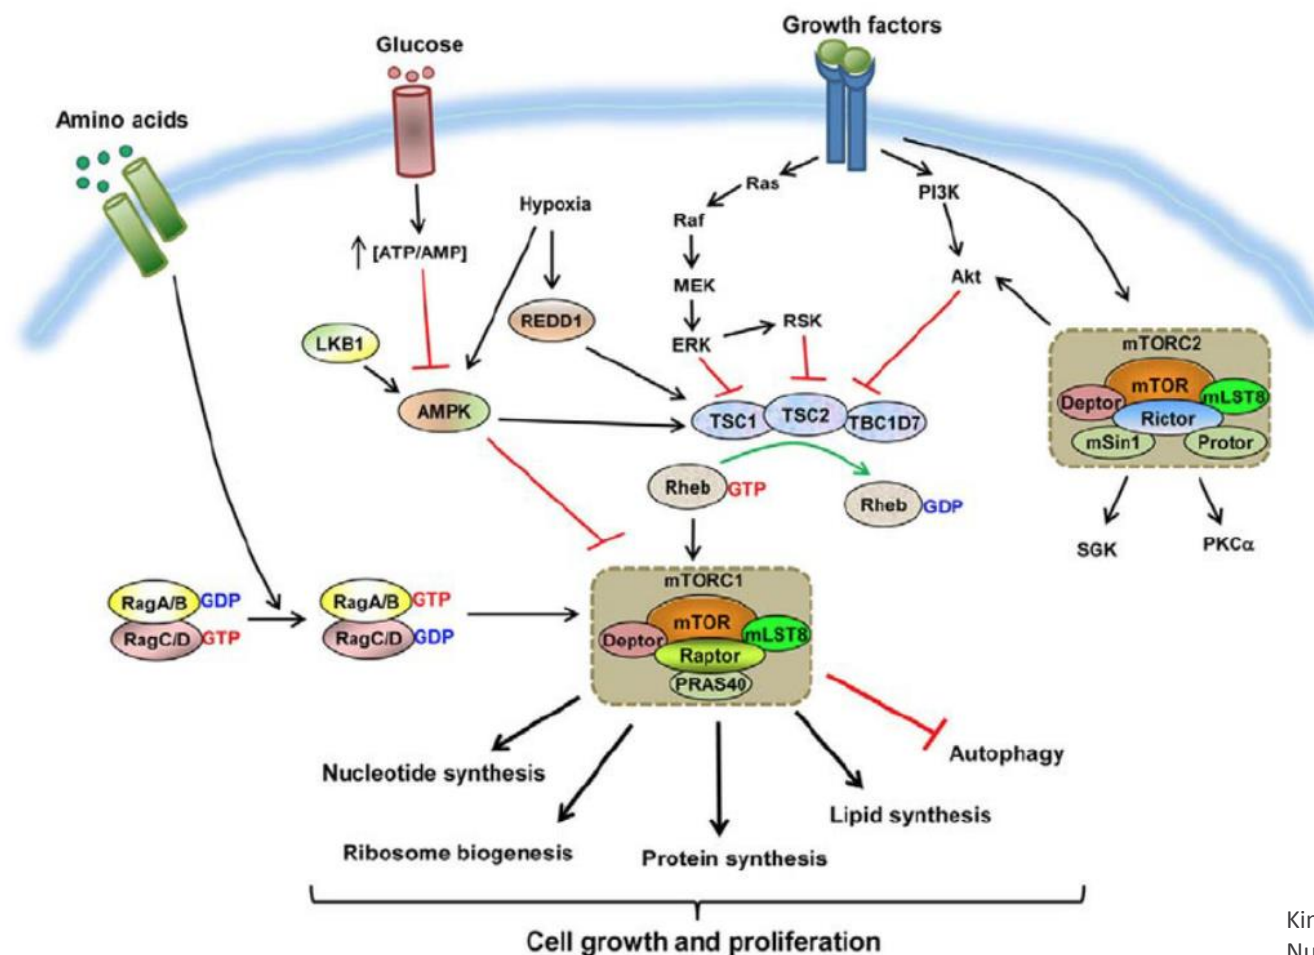 Growth factors
Glucose
Amino acids
Hypoxia
Ras
PI3K
Raf
[ATP/AMP]
MEK
Akt
REDD1
RSK
LKB1
ERK
mTORC2
mTOR
Deptor
mLST8
Rictor
mSin1
Protor
AMPK
TSC1
TSC2
TBC1D7
Rheb GTP
Rheb GDP
SGK
PKCα
RagA/B GDP
RagC/D GTP
RagA/B GTP
RagC/D GDP
mTORC1
mTOR
Deptor
mLST8
Raptor
PRAS40
Autophagy
Nucleotide synthesis
Lipid synthesis
Ribosome biogenesis
Protein synthesis
Cell growth and proliferation